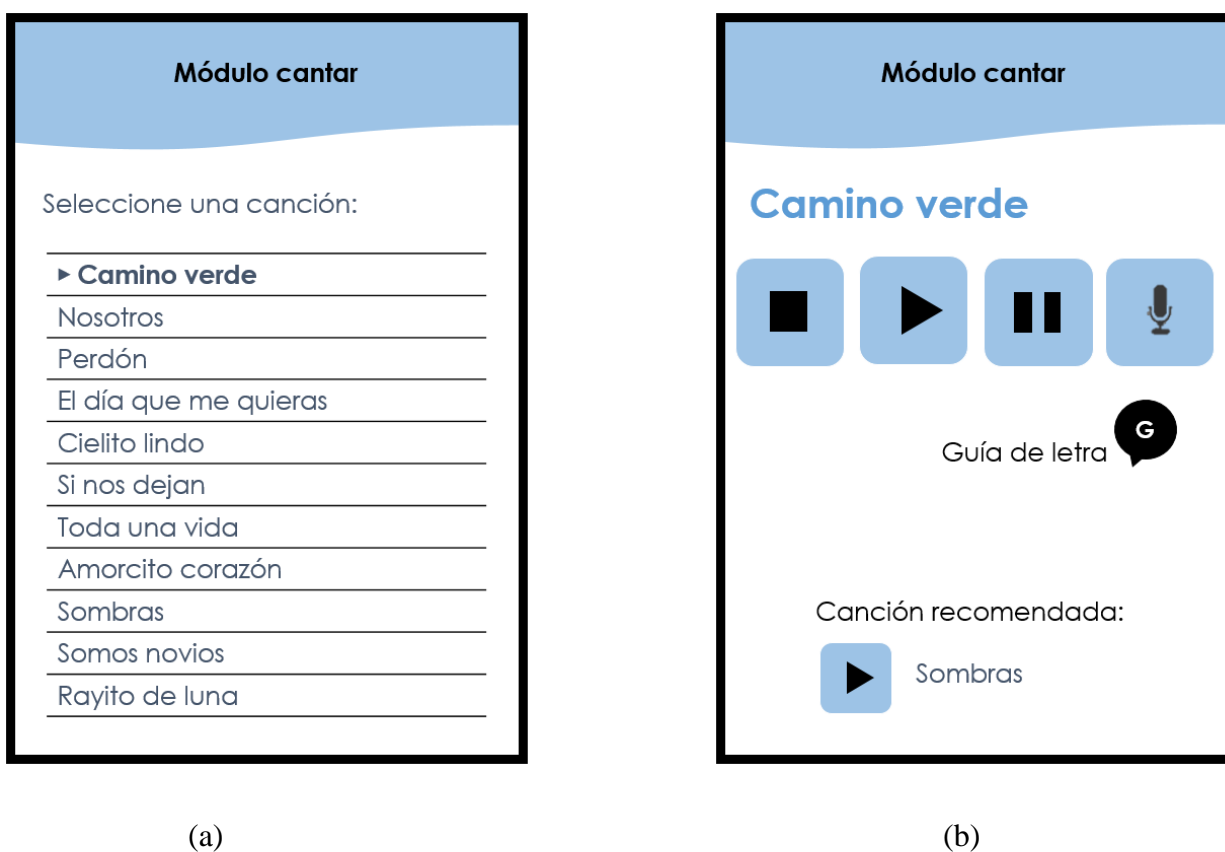 Módulo cantar
Seleccione una canción:
Camino verde
Nosotros
Perdón
El día que me quieras
Cielito lindo
Si nos dejan
Toda una vida
Amorcito corazón
Sombras
Somos novios
Rayito de luna
(a)
Módulo cantar
Camino verde
G
Guía de letra
Canción recomendada:
Sombras
(b)